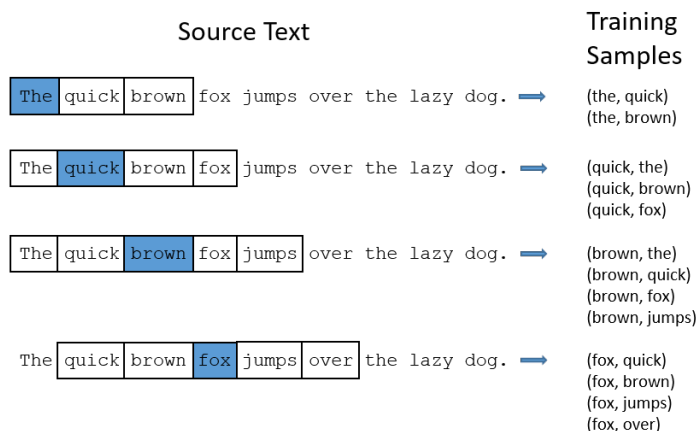 Source Text
Training
Samples
The quick brown fox jumps over the lazy dog.
(the, quick)
(the, brown)
The quick brown fox jumps over the lazy dog.
(quick, the)
(quick, brown)
(quick, fox)
The quick brown fox jumps over the lazy dog.
(brown, the)
(brown, quick)
(brown, fox)
(brown, jumps)
The quick brown fox jumps over the lazy dog.
(fox, quick)
(fox, brown)
(fox, jumps)
(fox, over)